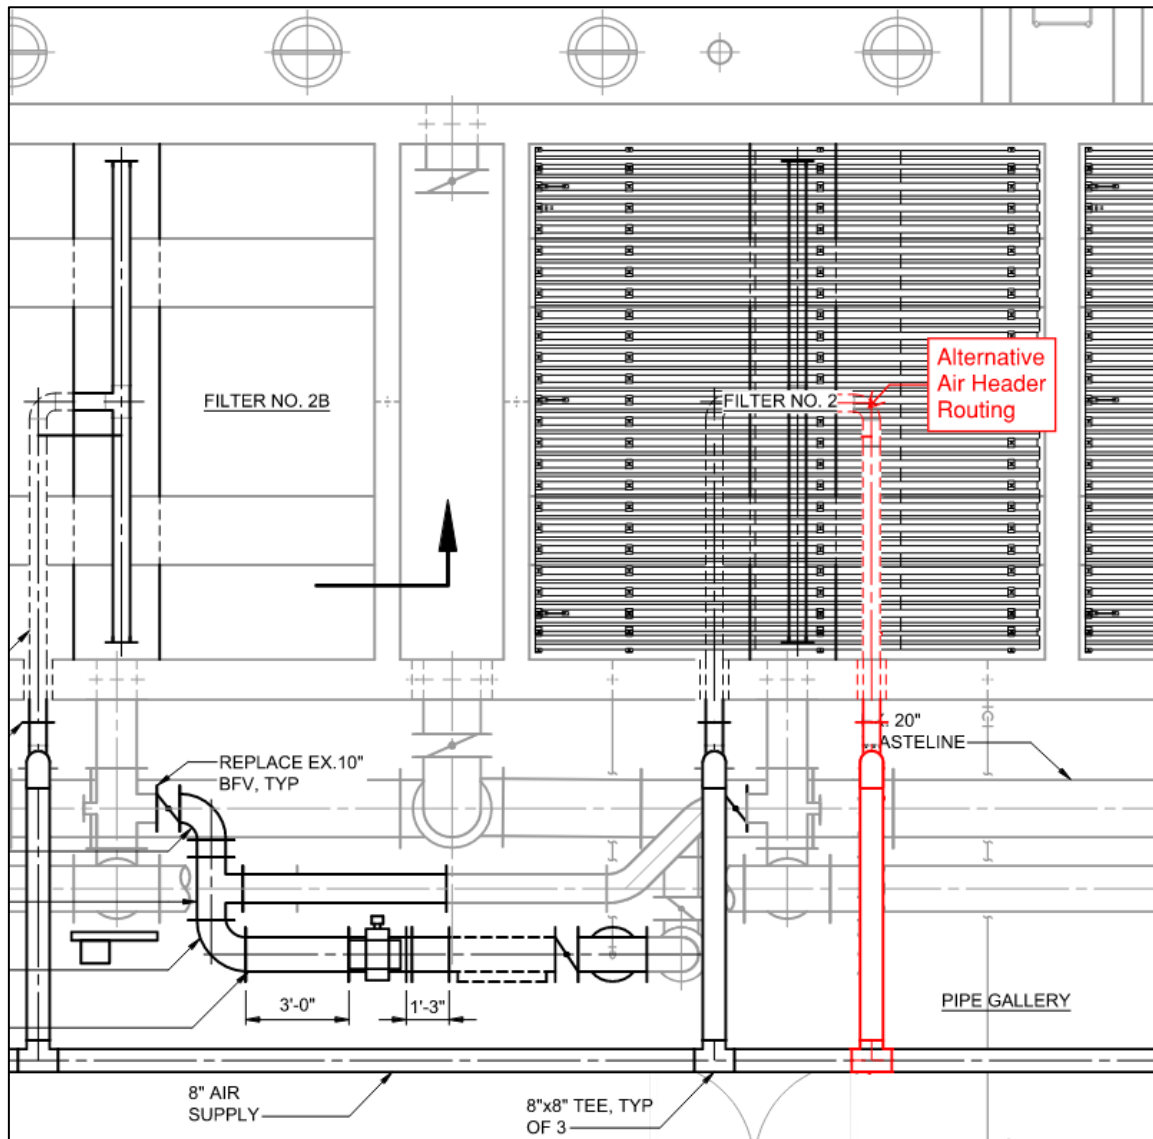 Alternative
Air Header
Routing
FILTER NO. 2B
FILTER NO. 2
REPLACE EX.10"
BFV, TYP
20"
ASTELINE
3'-0"
1'-3"
PIPE GALLERY
8" AIR
SUPPLY
8"x8" TEE, TYP
OF 3